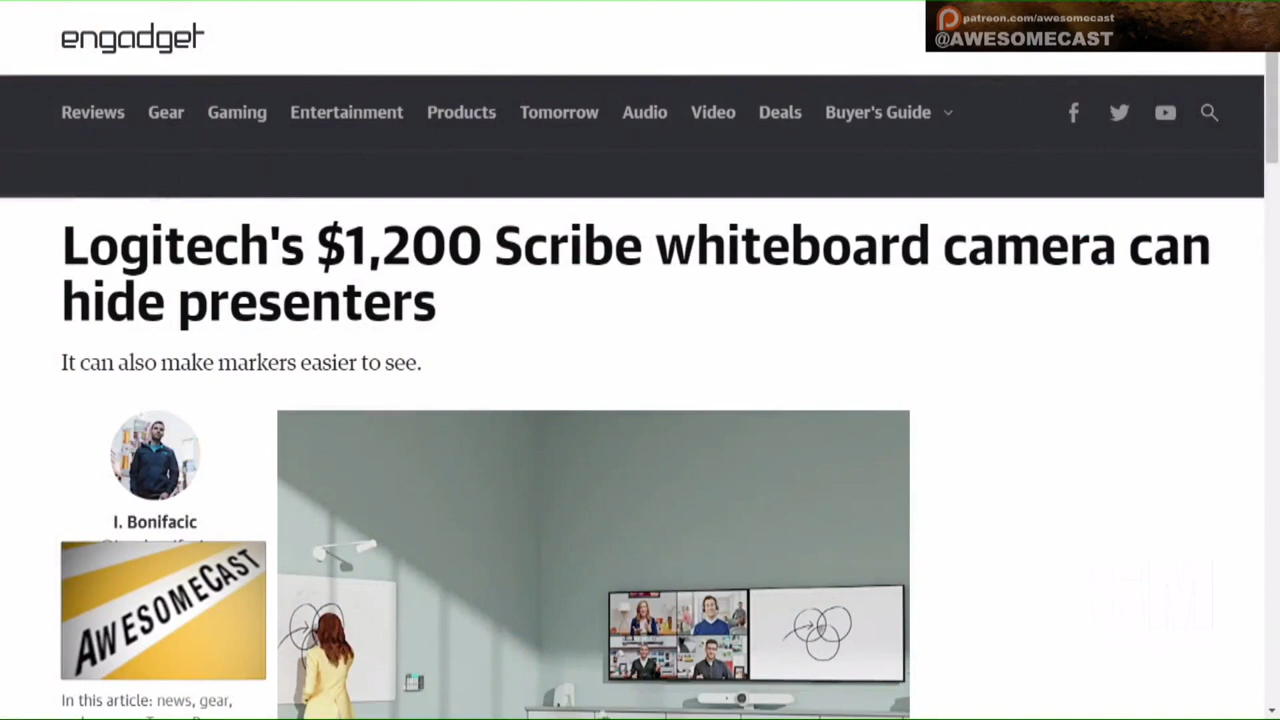 engadget
patreon.com/awesomecast
@AWESOMECAST
Reviews Gear Gaming Entertainment Products Tomorrow Audio Video Deals Buyer's Guide
Logitech's $1,200 Scribe whiteboard camera can
hide presenters
It can also make markers easier to see.
I. Bonifacic
AWESOMECAST
In this article: news, gear,